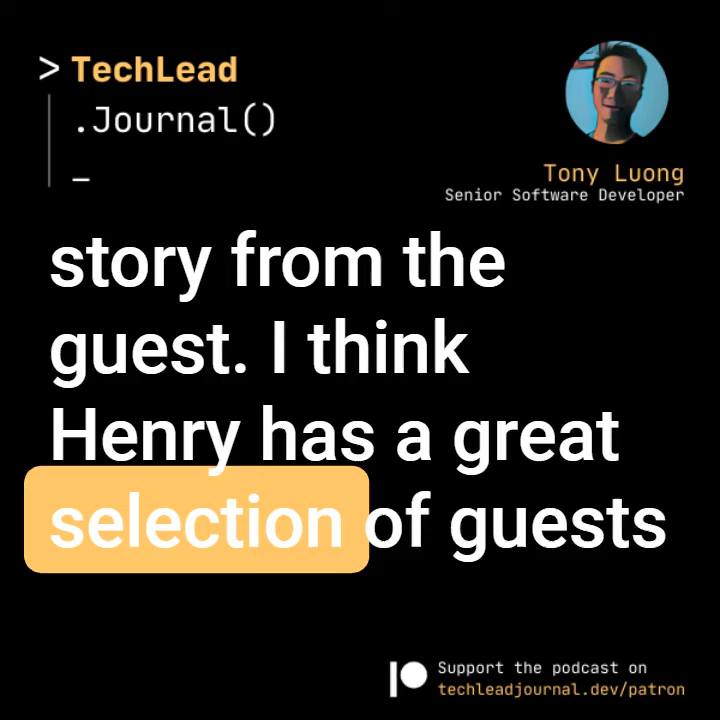 > TechLead
.Journal()
_
Tony Luong
Senior Software Developer
story from the
guest. I think
Henry has a great
selection of guests
Support the podcast on
techleadjournal.dev/patron